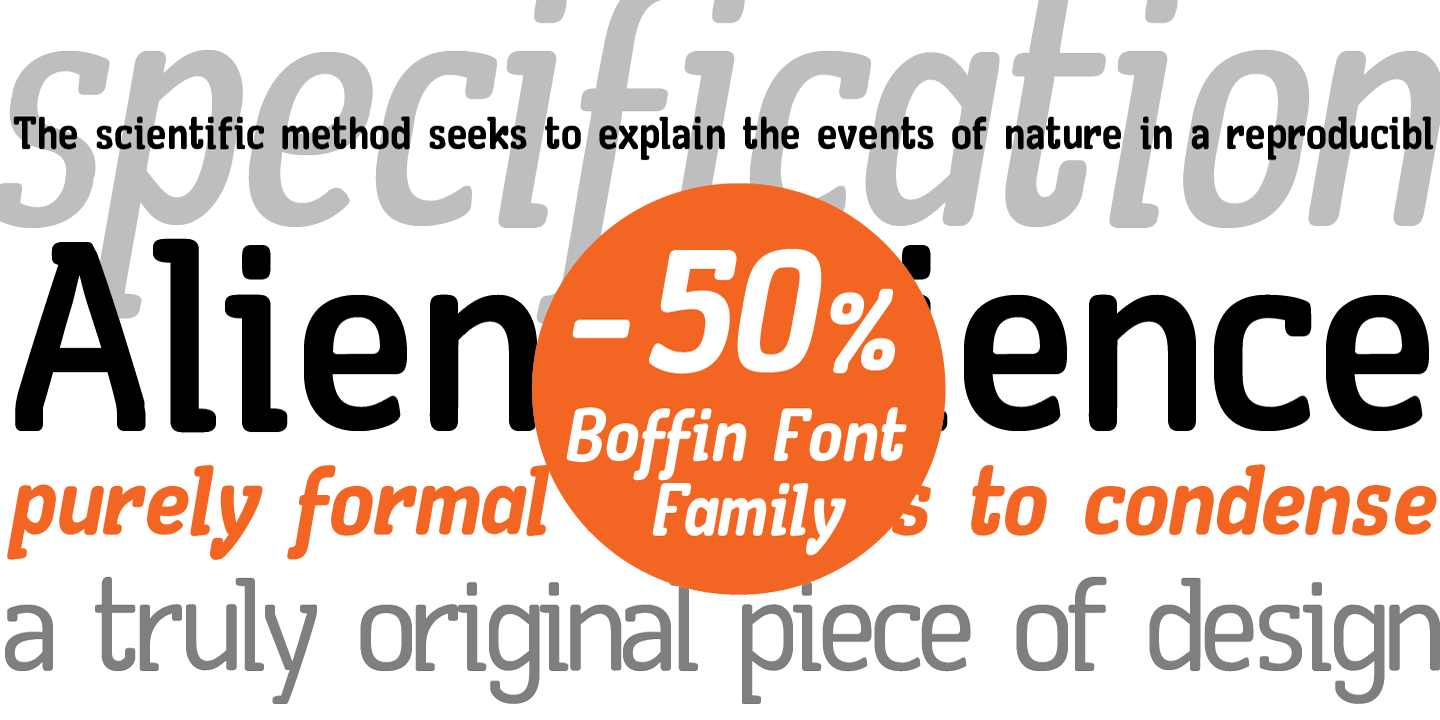 specification
The scientific method seeks to explain the events of nature in a reproducibl
Alien ience
-50%
Boffin Font
Family
purely formal s to condense
a truly original piece of design